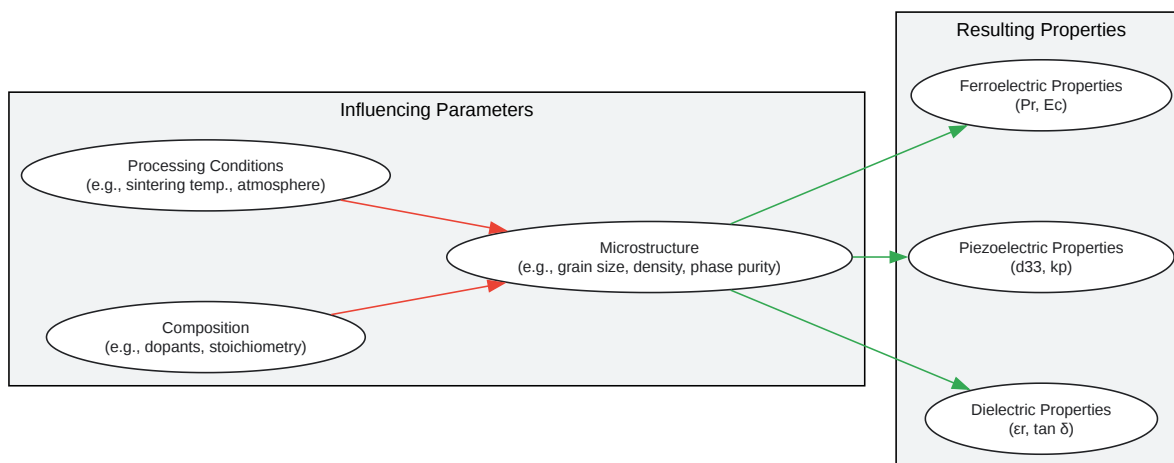 Influencing Parameters
Processing Conditions
(e.g., sintering temp., atmosphere)
Composition
(e.g., dopants, stoichiometry)
Microstructure
(e.g., grain size, density, phase purity)
Resulting Properties
Ferroelectric Properties
(Pr, Ec)
Piezoelectric Properties
(d33, kp)
Dielectric Properties
(εr, tan δ)